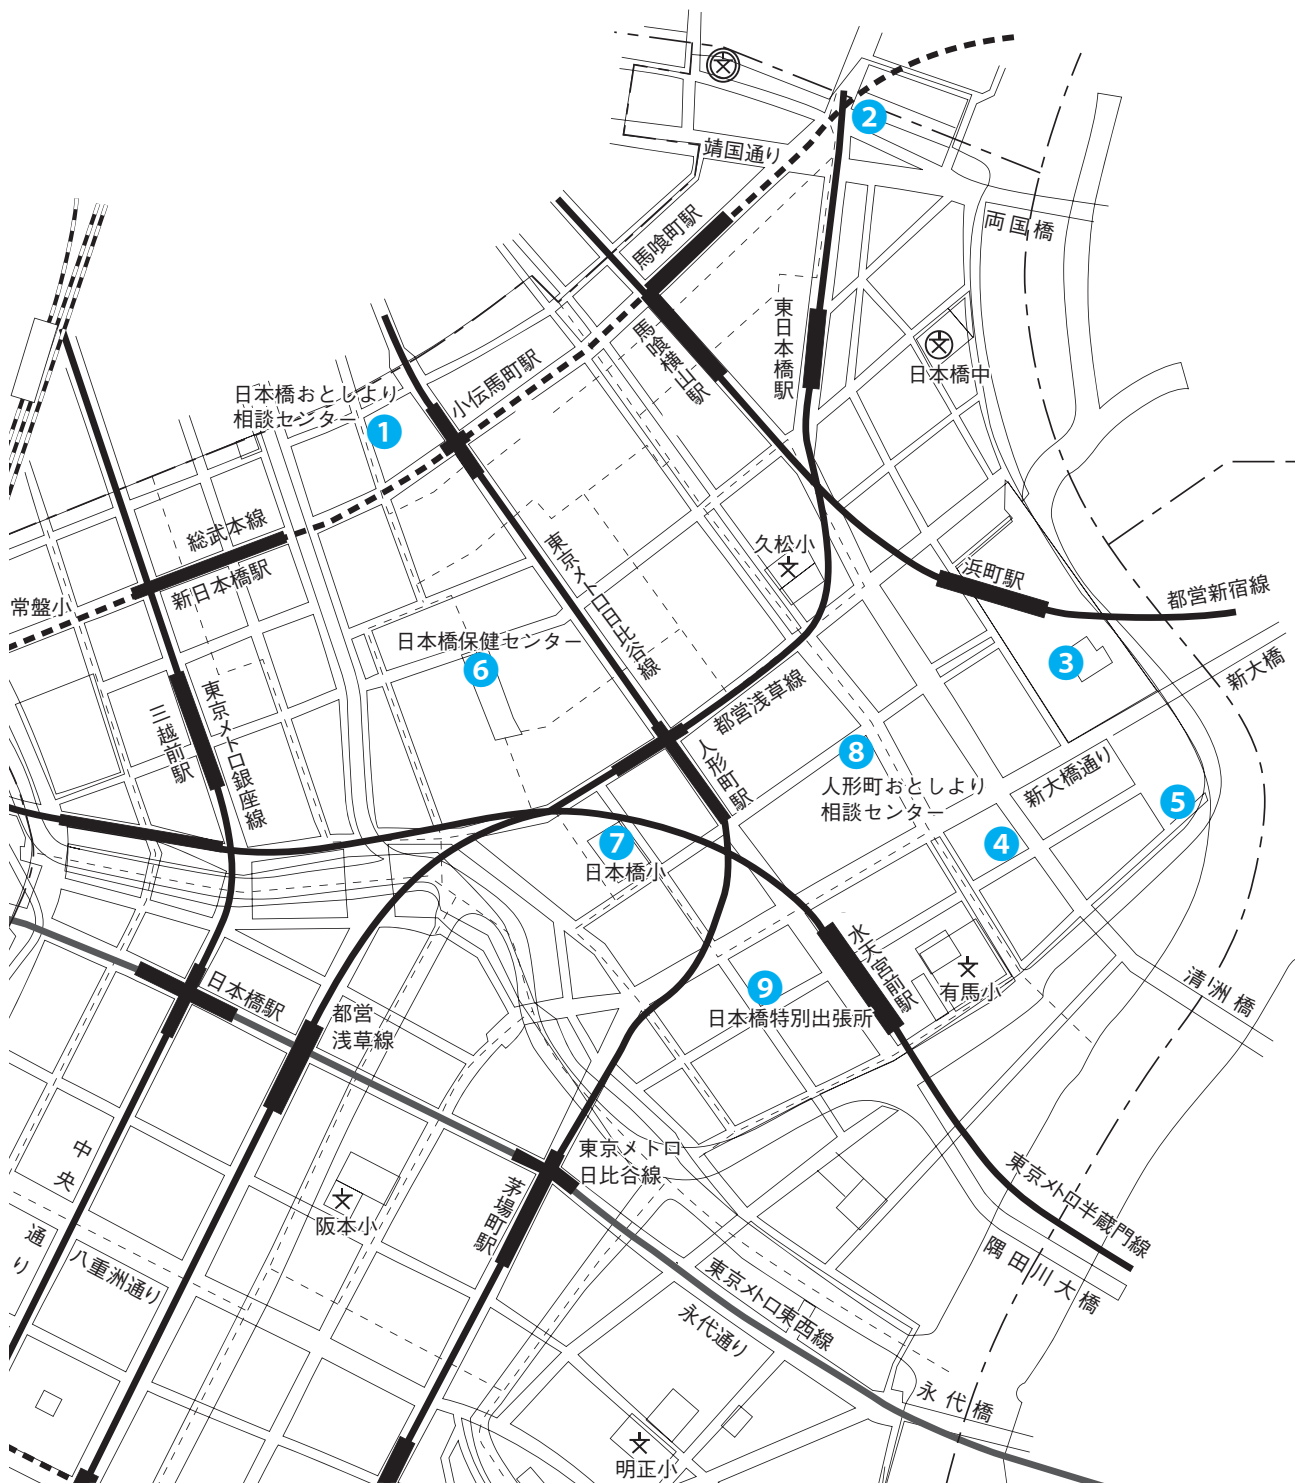 2
靖国通り
両国橋
馬喰町駅
東日本橋駅
馬喰横山駅
日本橋中
小伝馬町駅
日本橋おとしより
相談センター
1
総武本線
新日本橋駅
常盤小
東京メトロ日比谷線
久松小
浜町駅
都営新宿線
日本橋保健センター
6
3
新大橋
三越前駅
東京メトロ銀座線
都営浅草線
人形町駅
8
人形町おとしより
相談センター
新大橋通り
5
4
7
日本橋小
水天宮前駅
有馬小
清洲橋
9
日本橋特別出張所
日本橋駅
都営
浅草線
中央通り
八重洲通り
阪本小
東京メトロ
日比谷線
茅場町駅
東京メトロ半蔵門線
隅田川大橋
東京メトロ東西線
永代通り
永代橋
明正小